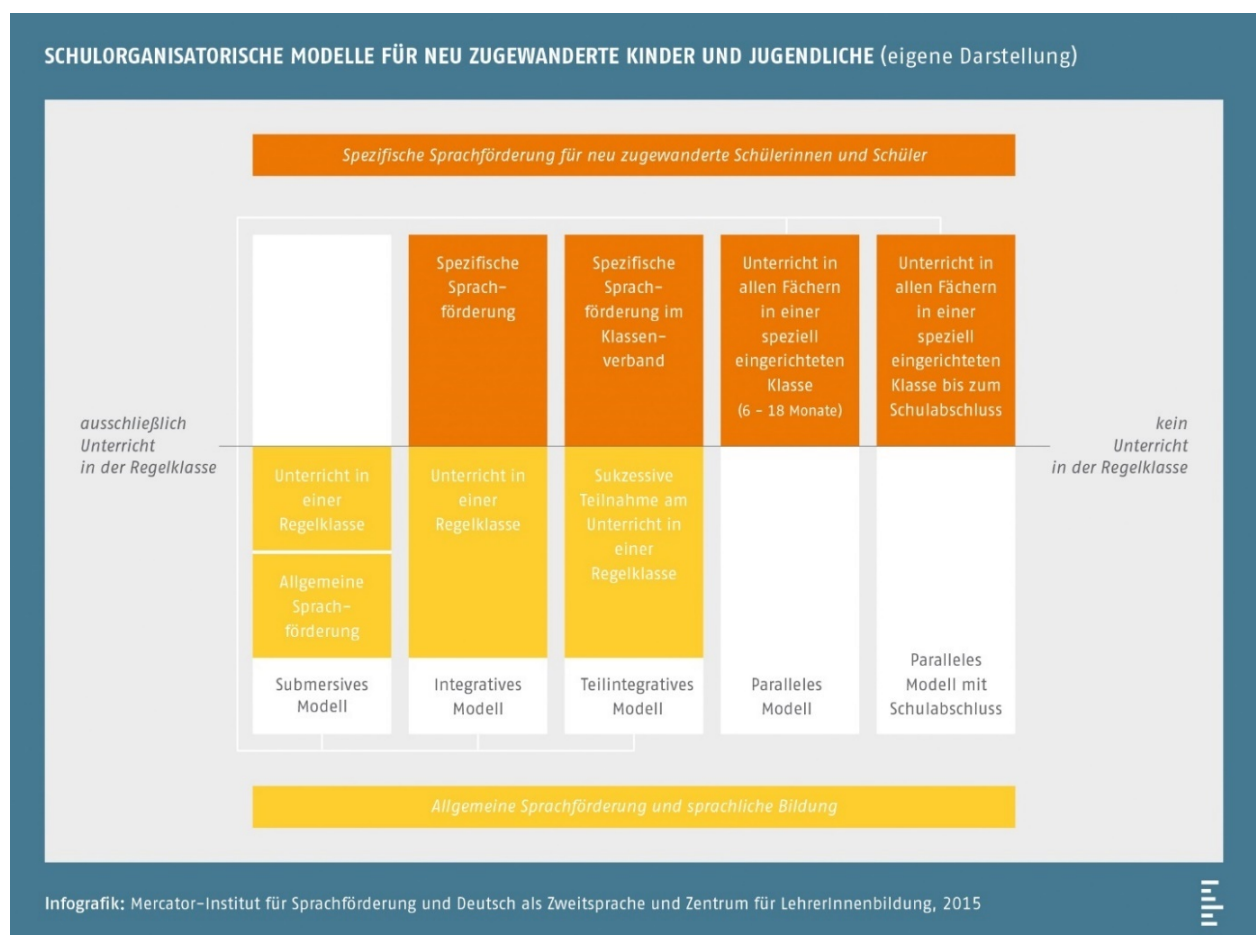 SCHULORGANISATORISCHE MODELLE FÜR NEU ZUGEWANDERTE KINDER UND JUGENDLICHE (eigene Darstellung)
Spezifische Sprachförderung für neu zugewanderte Schülerinnen und Schüler
ausschließlich
Unterricht
in der Regelklasse
Spezifische
Sprach-
förderung
Spezifische
Sprach-
förderung im
Klassen-
verband
Unterricht in
allen Fächern
in einer
speziell
eingerichteten
Klasse
(6 – 18 Monate)
Unterricht in
allen Fächern
in einer
speziell
eingerichteten
Klasse bis zum
Schulabschluss
kein
Unterricht
in der Regelklasse
Unterricht in
einer
Regelklasse
Allgemeine
Sprach-
förderung
Unterricht in
einer
Regelklasse
Sukzessive
Teilnahme am
Unterricht in
einer
Regelklasse
Submersives
Modell
Integratives
Modell
Teilintegratives
Modell
Paralleles
Modell
Paralleles
Modell mit
Schulabschluss
Allgemeine Sprachförderung und sprachliche Bildung
Infografik: Mercator-Institut für Sprachförderung und Deutsch als Zweitsprache und Zentrum für LehrerInnenbildung, 2015